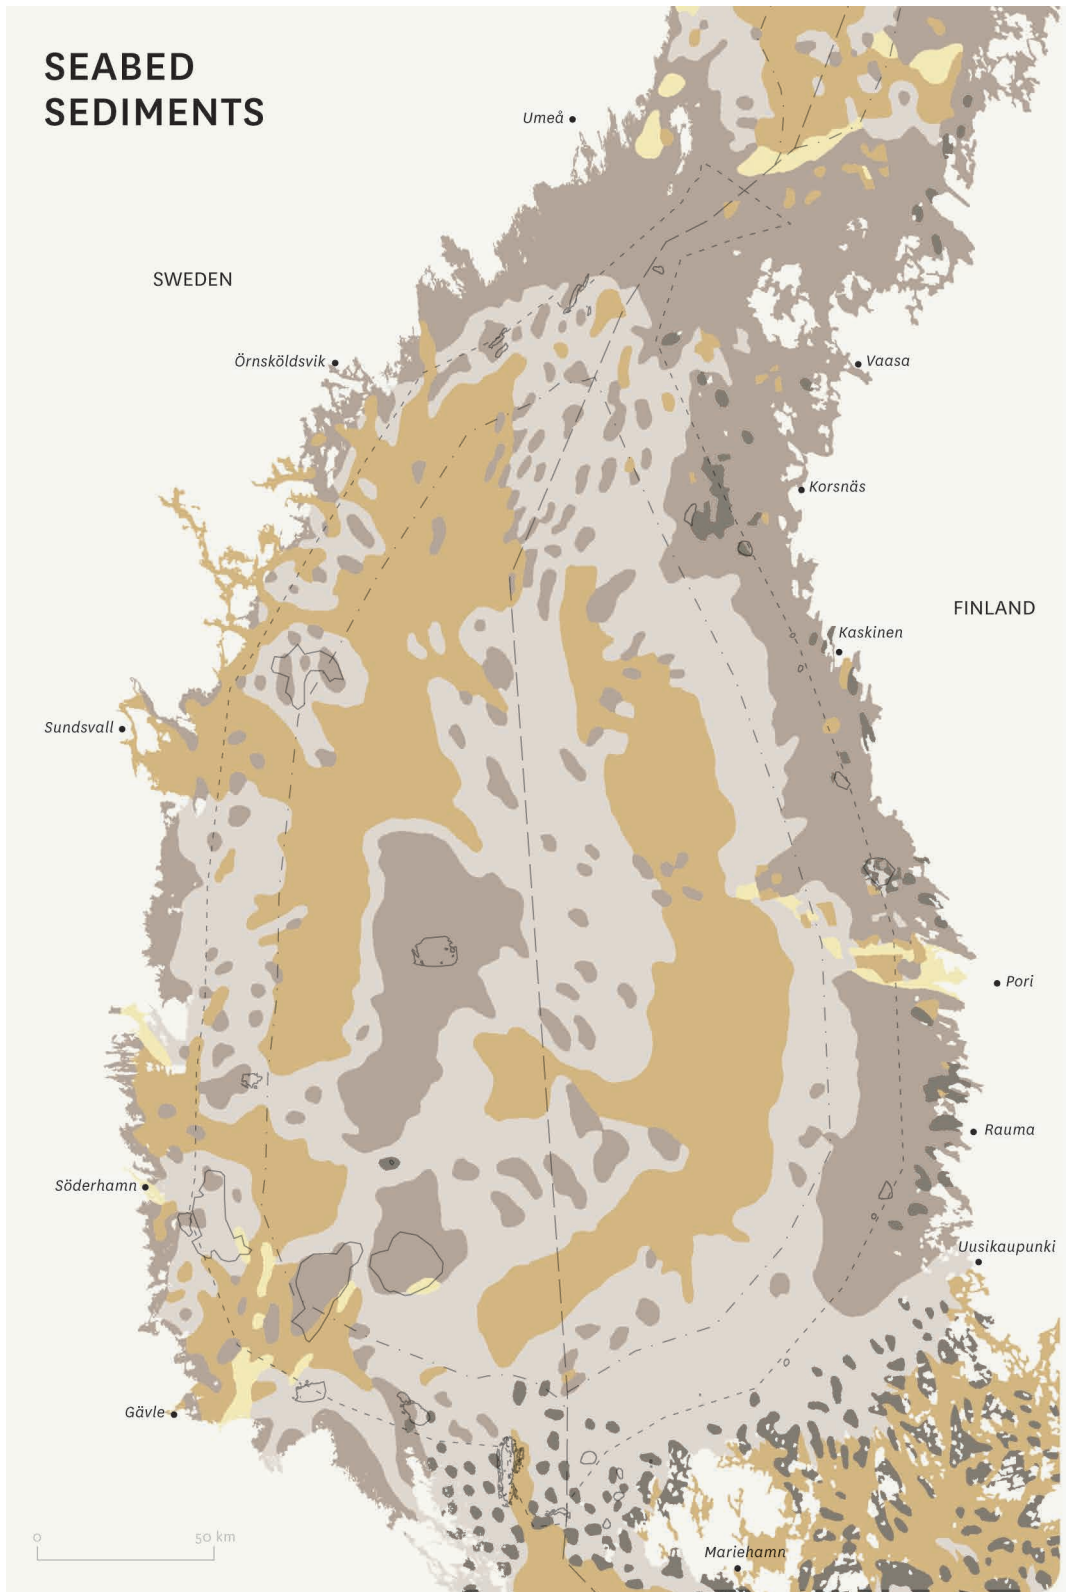 SEABED
SEDIMENTS
Umeå
SWEDEN
Örnsköldsvik
Vaasa
Korsnäs
FINLAND
Kaskinen
Sundsvall
Pori
Rauma
Söderhamn
Uusikaupunki
Gävle
0 50 km
Mariehamn